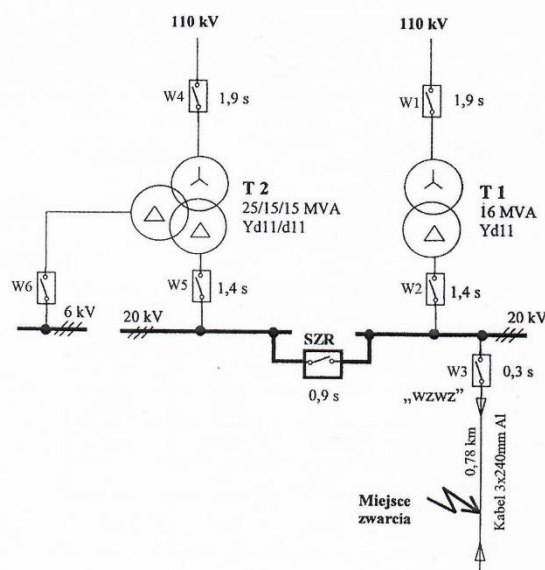 110 kV
110 kV
W4
1,9 s
W1
1,9 s
T 2
25/15/15 MVA
Yd11/d11
T 1
16 MVA
Yd11
W6
W5
1,4 s
W2
1,4 s
6 kV
20 kV
20 kV
SZR
0,9 s
W3
0,3 s
„wzwz”
0,78 km
Kabel 3x240mm Al
Miejsce
zwarcia